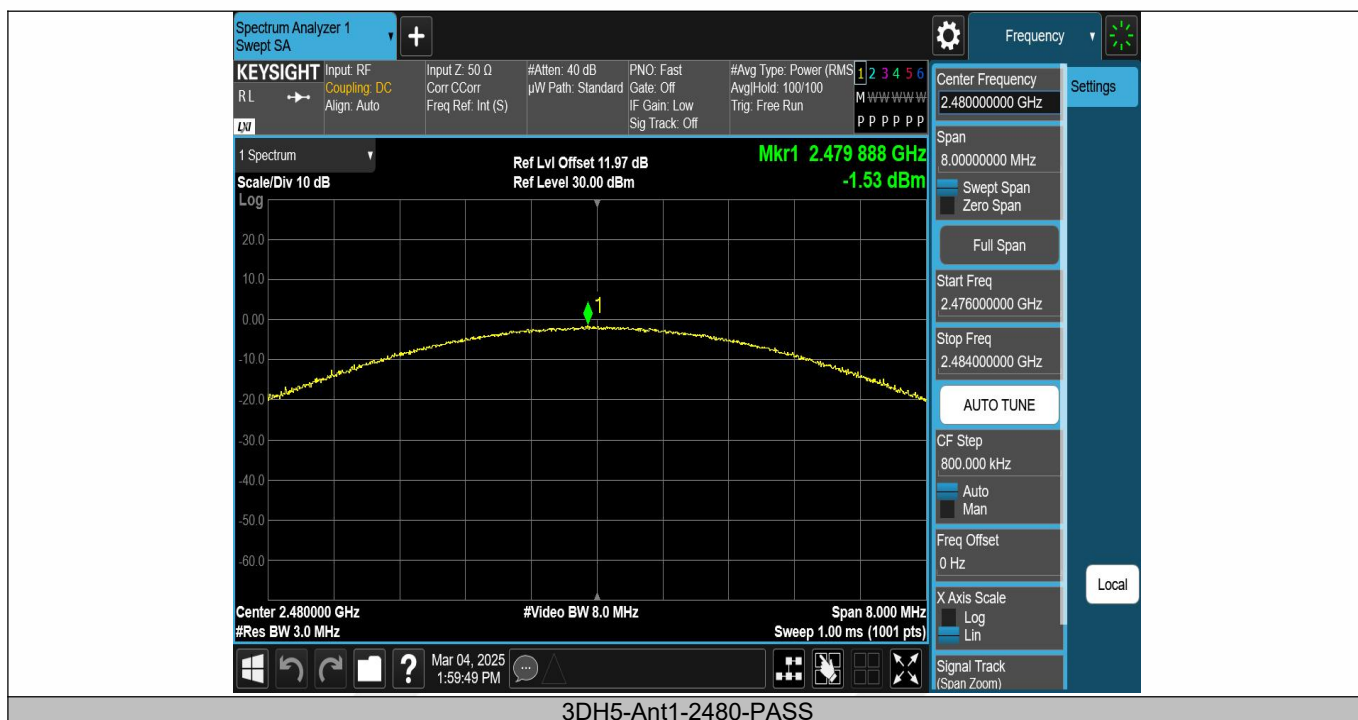 Spectrum Analyzer 1
Swept SA
+
Frequency
KEYSIGHT
RL
LXI
Input: RF
Coupling: DC
Align: Auto
Input Z: 50 Ω
Corr CCorr
Freq Ref: Int (S)
#Atten: 40 dB
µW Path: Standard
PNO: Fast
Gate: Off
IF Gain: Low
Sig Track: Off
#Avg Type: Power (RMS
Avg|Hold: 100/100
Trig: Free Run
1 2 3 4 5 6
M W W W W W
P P P P P P
1 Spectrum
Scale/Div 10 dB
Log
Ref Lvl Offset 11.97 dB
Ref Level 30.00 dBm
Mkr1 2.479 888 GHz
-1.53 dBm
20.0
10.0
0.00
-10.0
-20.0
-30.0
-40.0
-50.0
-60.0
1
Center 2.480000 GHz
#Res BW 3.0 MHz
#Video BW 8.0 MHz
Span 8.000 MHz
Sweep 1.00 ms (1001 pts)
Center Frequency
2.480000000 GHz
Settings
Span
8.00000000 MHz
Swept Span
Zero Span
Full Span
Start Freq
2.476000000 GHz
Stop Freq
2.484000000 GHz
AUTO TUNE
CF Step
800.000 kHz
Auto
Man
Freq Offset
0 Hz
X Axis Scale
Log
Lin
Local
Signal Track
(Span Zoom)
?
Mar 04, 2025
1:59:49 PM
3DH5-Ant1-2480-PASS